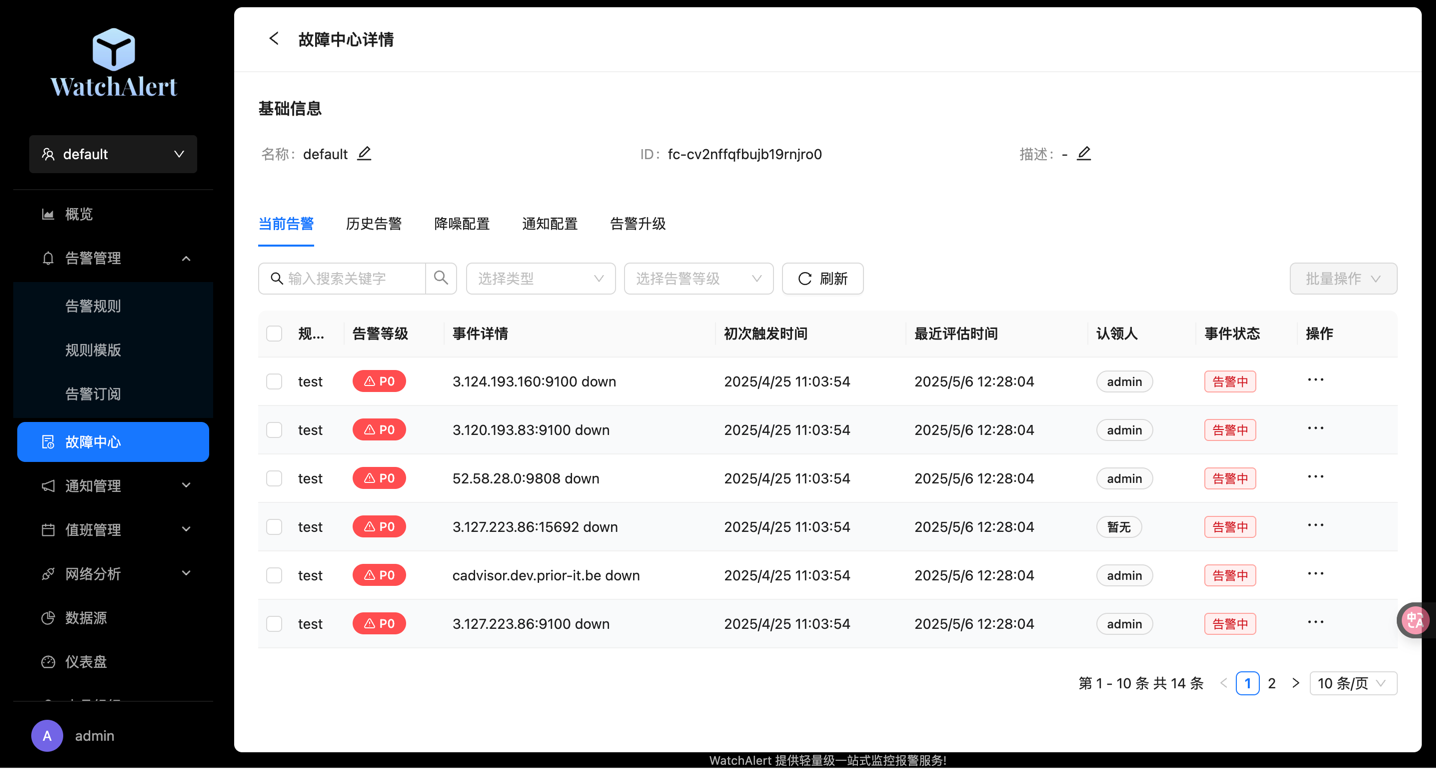 WatchAlert
default
概览
告警管理
告警规则
规则模版
告警订阅
故障中心
通知管理
值班管理
网络分析
数据源
仪表盘
A admin
故障中心详情
基础信息
名称: default ID: fc-cv2nffqfbujb19rnjro0 描述: -
当前告警 历史告警 降噪配置 通知配置 告警升级
输入搜索关键字 选择类型 选择告警等级 刷新 批量操作
规... 告警等级 事件详情 初次触发时间 最近评估时间 认领人 事件状态 操作
test P0 3.124.193.160:9100 down 2025/4/25 11:03:54 2025/5/6 12:28:04 admin 告警中 ...
test P0 3.120.193.83:9100 down 2025/4/25 11:03:54 2025/5/6 12:28:04 admin 告警中 ...
test P0 52.58.28.0:9808 down 2025/4/25 11:03:54 2025/5/6 12:28:04 admin 告警中 ...
test P0 3.127.223.86:15692 down 2025/4/25 11:03:54 2025/5/6 12:28:04 暂无 告警中 ...
test P0 cadvisor.dev.prior-it.be down 2025/4/25 11:03:54 2025/5/6 12:28:04 admin 告警中 ...
test P0 3.127.223.86:9100 down 2025/4/25 11:03:54 2025/5/6 12:28:04 admin 告警中 ...
第 1 - 10 条 共 14 条 < 1 2 > 10 条/页
WatchAlert 提供轻量级一站式监控报警服务!